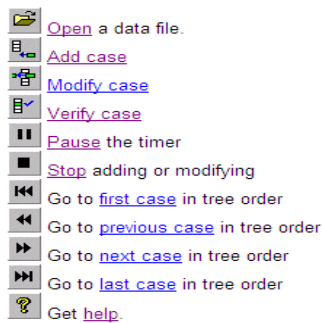 Open a data file.
Add case
Modify case
Verify case
Pause the timer
Stop adding or modifying
Go to first case in tree order
Go to previous case in tree order
Go to next case in tree order
Go to last case in tree order
Get help.